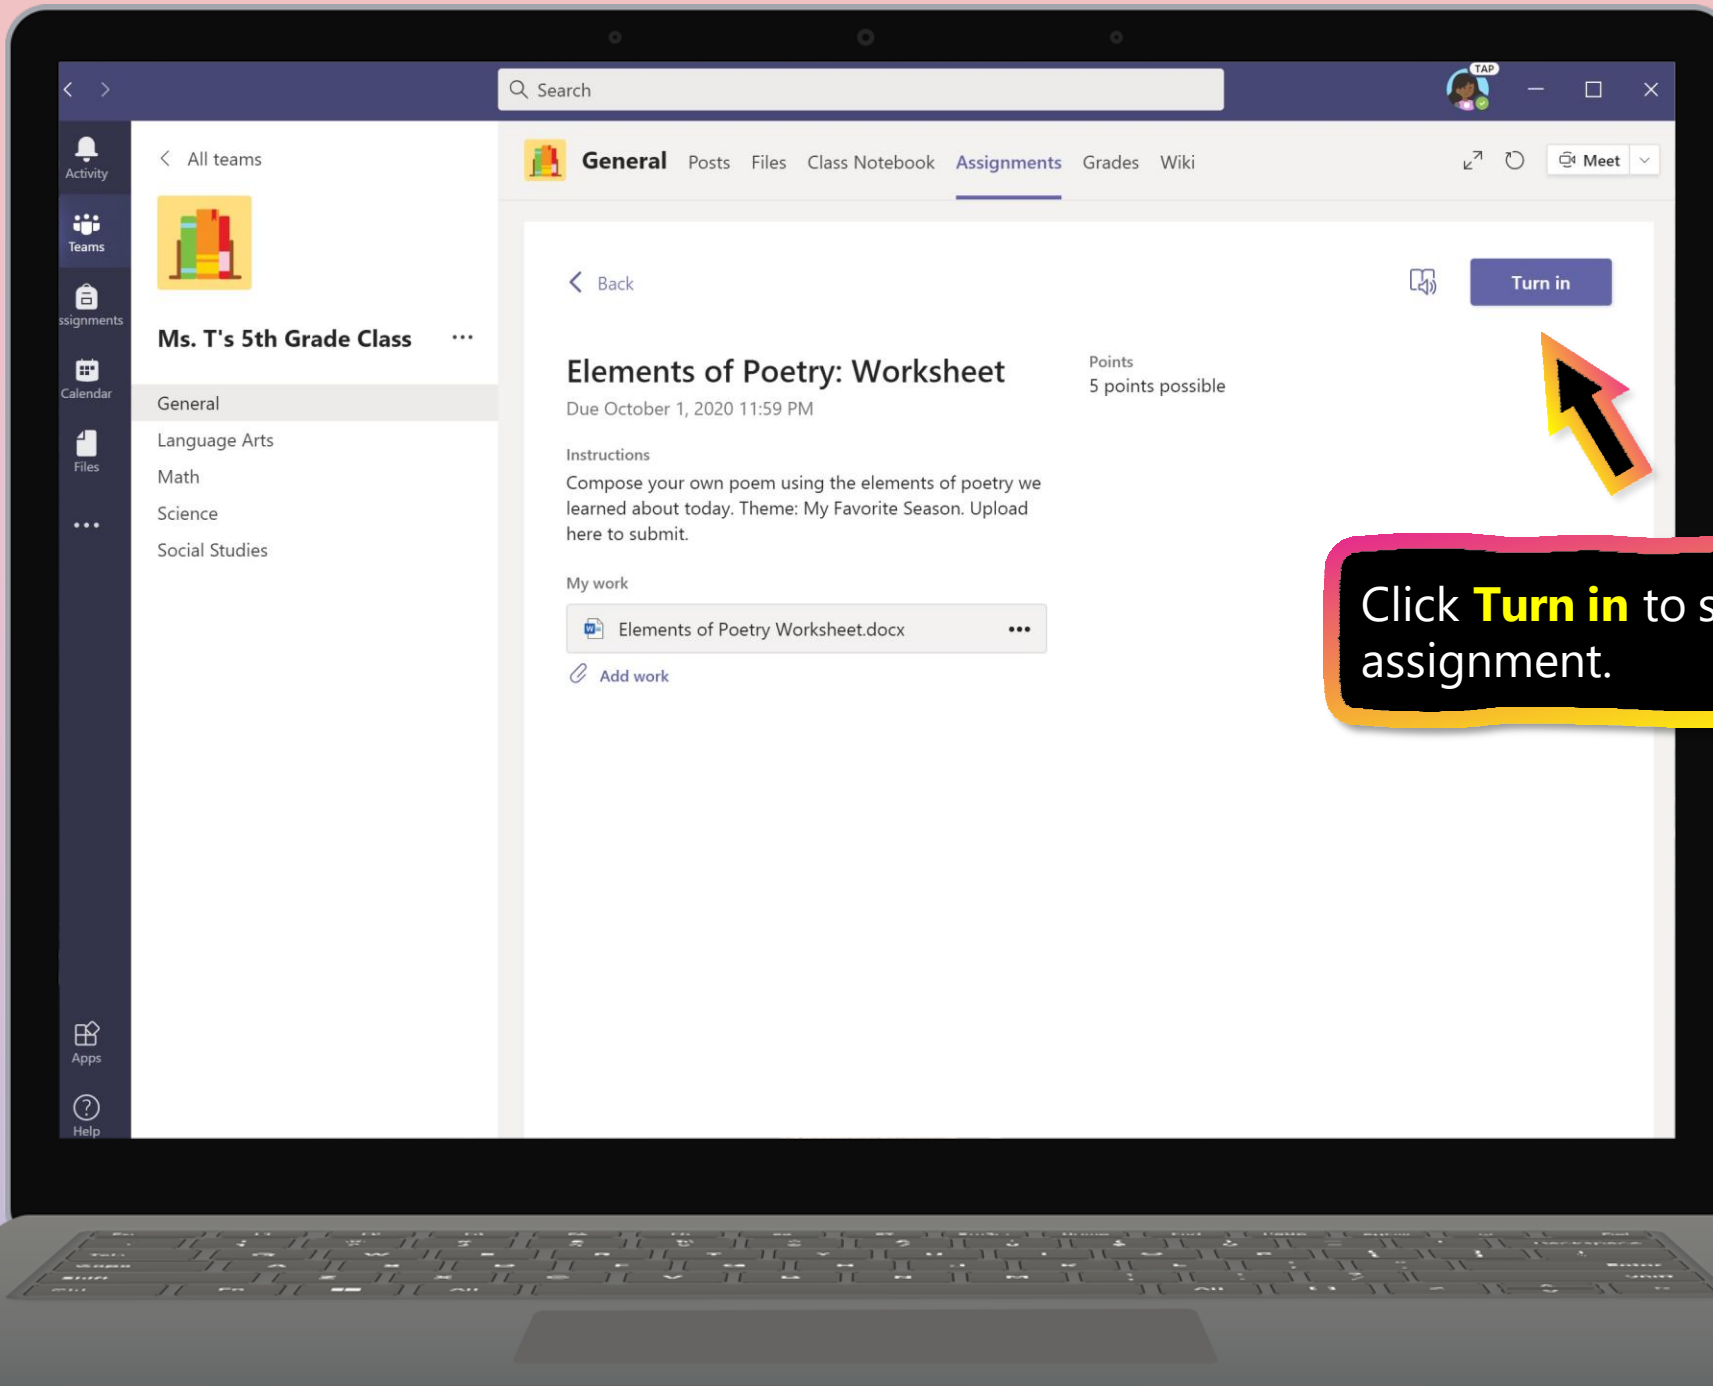 Search
TAP
Activity
Teams
ssignments
Calendar
Files
Apps
Help
All teams
Ms. T's 5th Grade Class
General
Language Arts
Math
Science
Social Studies
General Posts Files Class Notebook Assignments Grades Wiki
Meet
Back
Turn in
Elements of Poetry: Worksheet
Due October 1, 2020 11:59 PM
Points
5 points possible
Instructions
Compose your own poem using the elements of poetry we
learned about today. Theme: My Favorite Season. Upload
here to submit.
My work
Elements of Poetry Worksheet.docx
Add work
Click Turn in to s
assignment.